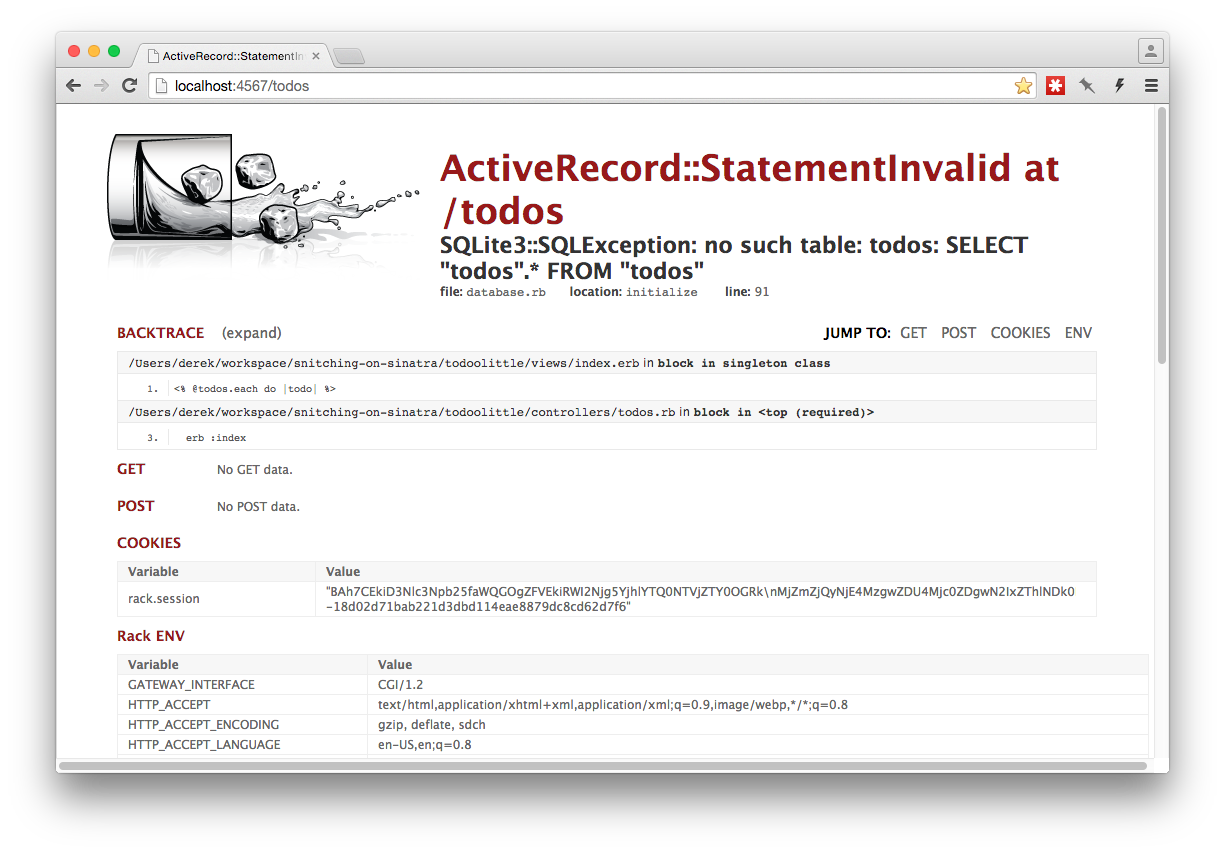 ActiveRecord::StatementIn
localhost:4567/todos
ActiveRecord::StatementInvalid at
/todos
SQLite3::SQLException: no such table: todos: SELECT
"todos".* FROM "todos"
file: database.rb location: initialize line: 91
BACKTRACE (expand) JUMP TO: GET POST COOKIES ENV
/Users/derek/workspace/snitching-on-sinatra/todoolittle/views/index.erb in block in singleton class
1. <% @todos.each do |todo| %>
/Users/derek/workspace/snitching-on-sinatra/todoolittle/controllers/todos.rb in block in <top (required)>
3. erb :index
GET No GET data.
POST No POST data.
COOKIES
Variable Value
rack.session "BAh7CEkiD3Nlc3Npb25faWQGOgZFVEkiRWI2Njg5YjhlYTQ0NTVjZTY0OGRk\nMjZmZjQyNjE4MzgwZDU4Mjc0ZDgwN2IxZThlNDk0
-18d02d71bab221d3dbd114eae8879dc8cd62d7f6"
Rack ENV
Variable Value
GATEWAY_INTERFACE CGI/1.2
HTTP_ACCEPT text/html,application/xhtml+xml,application/xml;q=0.9,image/webp,*/*;q=0.8
HTTP_ACCEPT_ENCODING gzip, deflate, sdch
HTTP_ACCEPT_LANGUAGE en-US,en;q=0.8